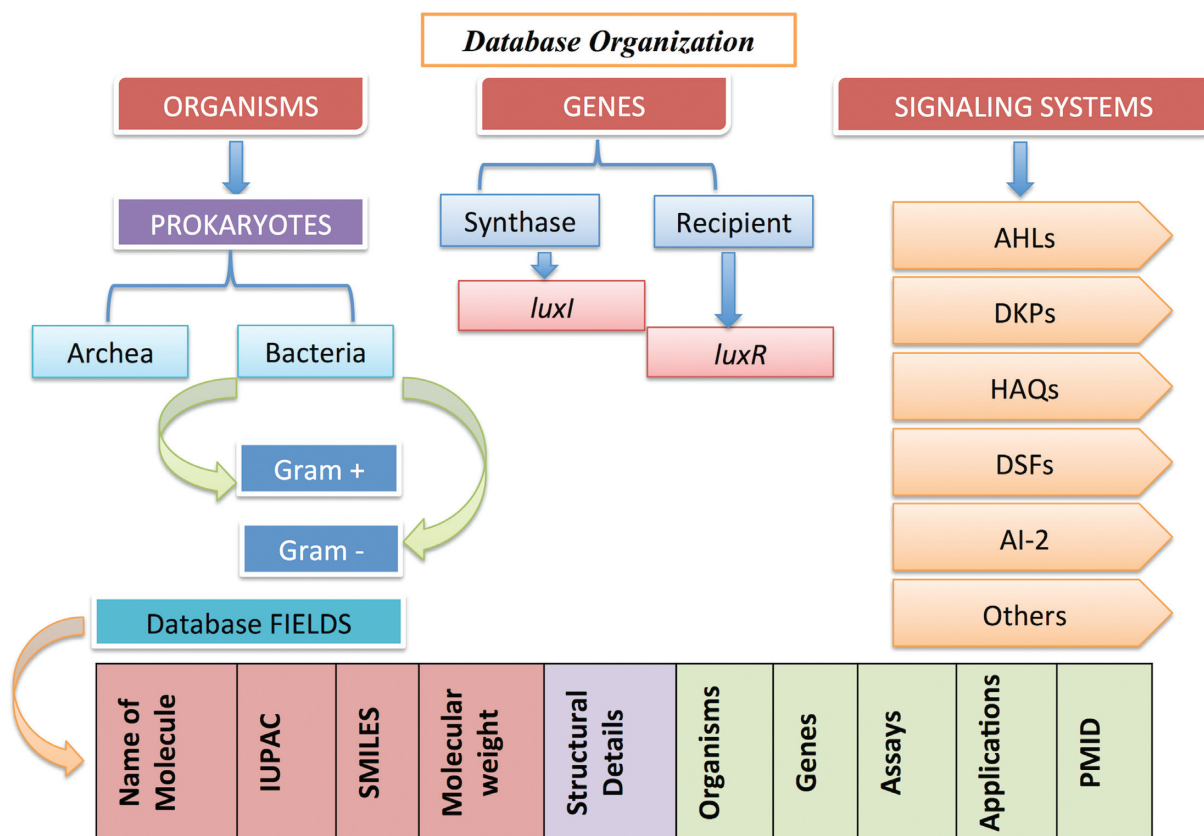 Database Organization
ORGANISMS
GENES
SIGNALING SYSTEMS
PROKARYOTES
Synthase
Recipient
AHLs
luxI
DKPs
Archea
Bacteria
luxR
HAQs
Gram +
DSFs
Gram -
AI-2
Database FIELDS
Others
Name of
Molecule
IUPAC
SMILES
Molecular
weight
Structural
Details
Organisms
Genes
Assays
Applications
PMID